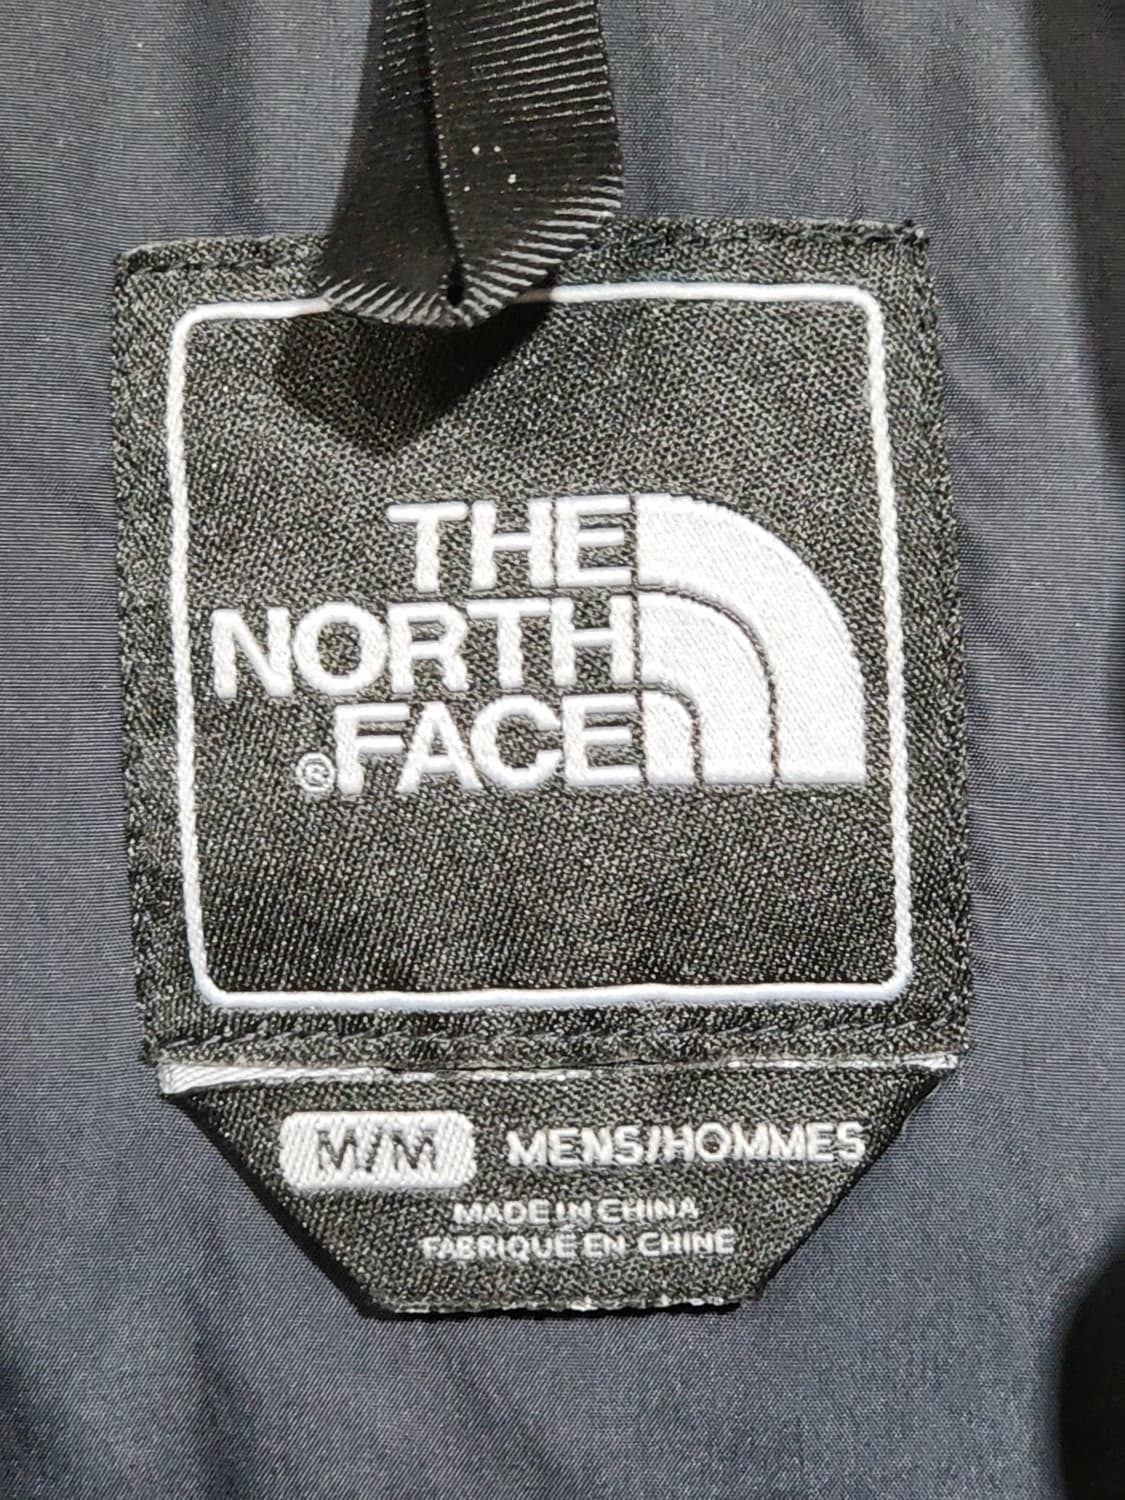 THE
NORTH
®FACE
M/M MENS/HOMMES
MADE IN CHINA
FABRIQUÉ EN CHINE